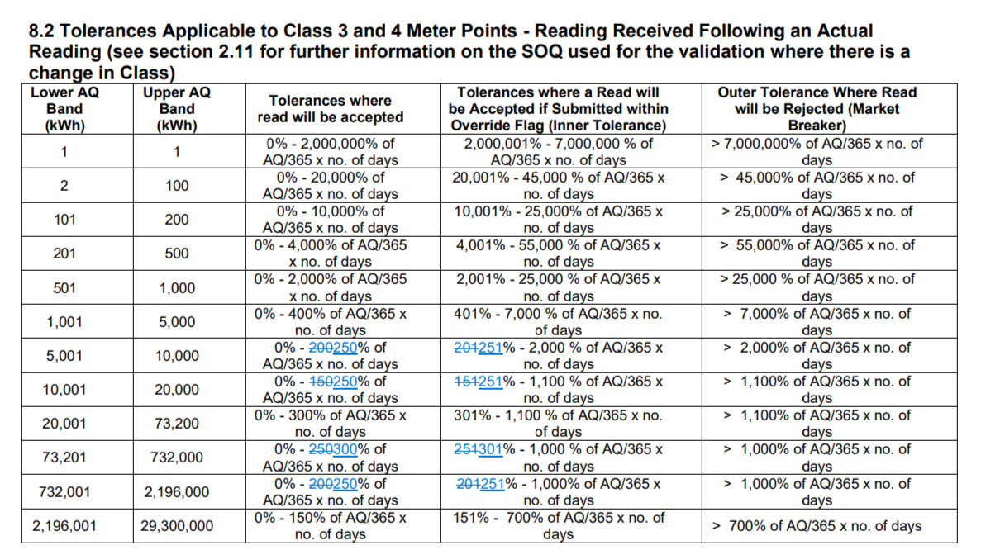 8.2 Tolerances Applicable to Class 3 and 4 Meter Points - Reading Received Following an Actual
Reading (see section 2.11 for further information on the SOQ used for the validation where there is a
change in Class)
Lower AQ
Band
(kWh)
Upper AQ
Band
(kWh)
Tolerances where
read will be accepted
Tolerances where a Read will
be Accepted if Submitted within
Override Flag (Inner Tolerance)
Outer Tolerance Where Read
will be Rejected (Market
Breaker)
1
1
0% - 2,000,000% of
AQ/365 x no. of days
2,000,001% - 7,000,000 % of
AQ/365 x no. of days
> 7,000,000% of AQ/365 x no. of
days
2
100
0% - 20,000% of
AQ/365 x no. of days
20,001% - 45,000 % of AQ/365 x
no. of days
> 45,000% of AQ/365 x no. of
days
101
200
0% - 10,000% of
AQ/365 x no. of days
10,001% - 25,000% of AQ/365 x
no. of days
> 25,000% of AQ/365 x no. of
days
201
500
0% - 4,000% of AQ/365
x no. of days
4,001% - 55,000 % of AQ/365 x
no. of days
> 55,000% of AQ/365 x no. of
days
501
1,000
0% - 2,000% of AQ/365
x no. of days
2,001% - 25,000 % of AQ/365 x
no. of days
> 25,000 % of AQ/365 x no. of
days
1,001
5,000
0% - 400% of AQ/365 x
no. of days
401% - 7,000 % of AQ/365 x no.
of days
> 7,000% of AQ/365 x no. of
days
5,001
10,000
0% - 200250% of
AQ/365 x no. of days
201251% - 2,000 % of AQ/365 x
no. of days
> 2,000% of AQ/365 x no. of
days
10,001
20,000
0% - 150250% of
AQ/365 x no. of days
151251% - 1,100 % of AQ/365 x
no. of days
> 1,100% of AQ/365 x no. of
days
20,001
73,200
0% - 300% of AQ/365 x
no. of days
301% - 1,100 % of AQ/365 x no.
of days
> 1,100% of AQ/365 x no. of
days
73,201
732,000
0% - 250300% of
AQ/365 x no. of days
251301% - 1,000 % of AQ/365 x
no. of days
> 1,000% of AQ/365 x no. of
days
732,001
2,196,000
0% - 200250% of
AQ/365 x no. of days
201251% - 1,000% of AQ/365 x
no. of days
> 1,000% of AQ/365 x no. of
days
2,196,001
29,300,000
0% - 150% of AQ/365 x
no. of days
151% - 700% of AQ/365 x no. of
days
> 700% of AQ/365 x no. of days